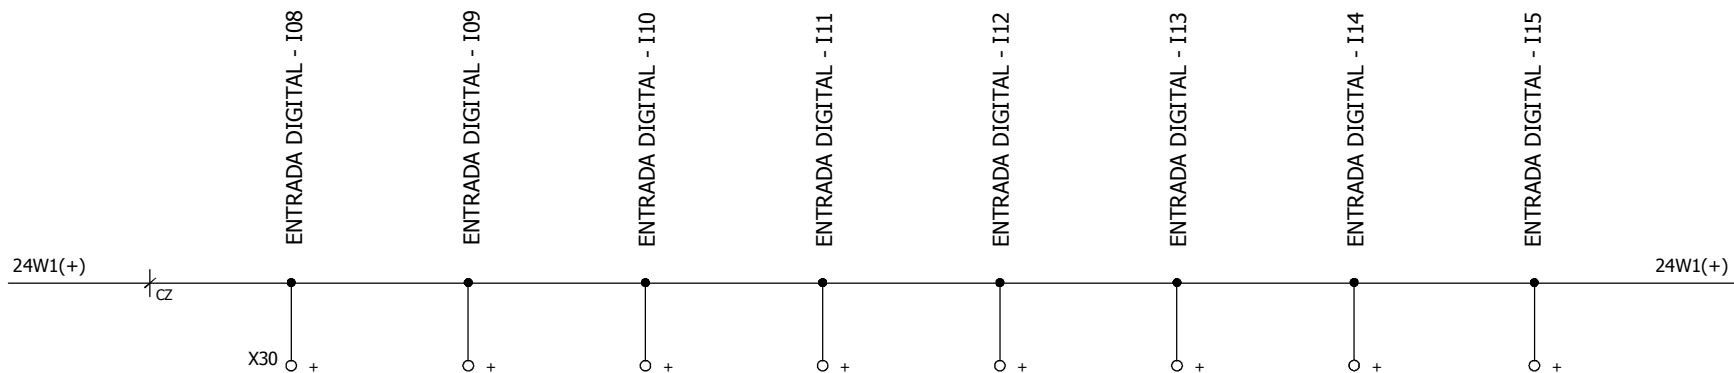 ENTRADA DIGITAL - I08
ENTRADA DIGITAL - I09
ENTRADA DIGITAL - I10
ENTRADA DIGITAL - I11
ENTRADA DIGITAL - I12
ENTRADA DIGITAL - I13
ENTRADA DIGITAL - I14
ENTRADA DIGITAL - I15
24W1(+)
24W1(+)
CZ
X30
+
+
+
+
+
+
+
+